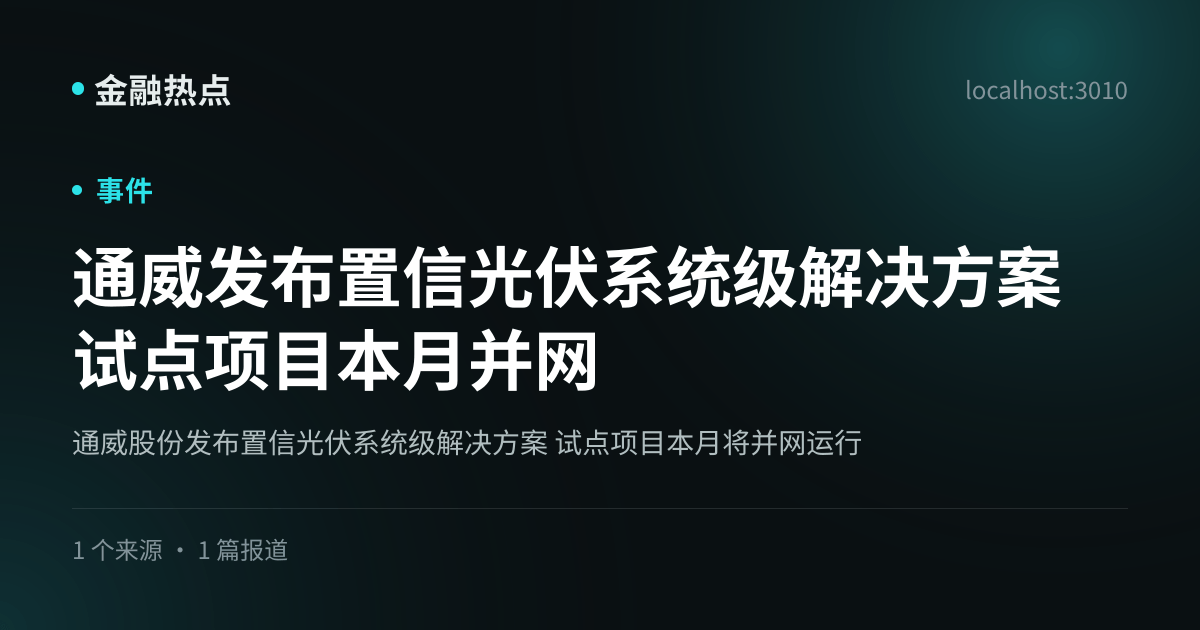 金融热点
localhost:3010
事件
通威发布置信光伏系统级解决方案
试点项目本月并网
通威股份发布置信光伏系统级解决方案 试点项目本月将并网运行
1 个来源 · 1 篇报道